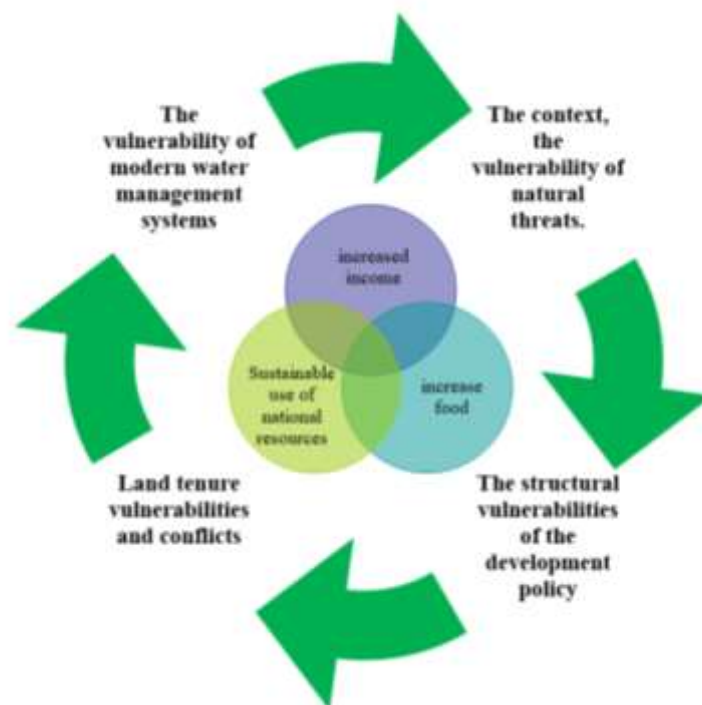 The
vulnerability of
modern water
management
systems
The context,
the
vulnerability of
natural
threats.
increased
income
Sustainable
use of
national
resources
increase
food
Land tenure
vulnerabilities
and conflicts
The structural
vulnerabilities
of the
development
policy